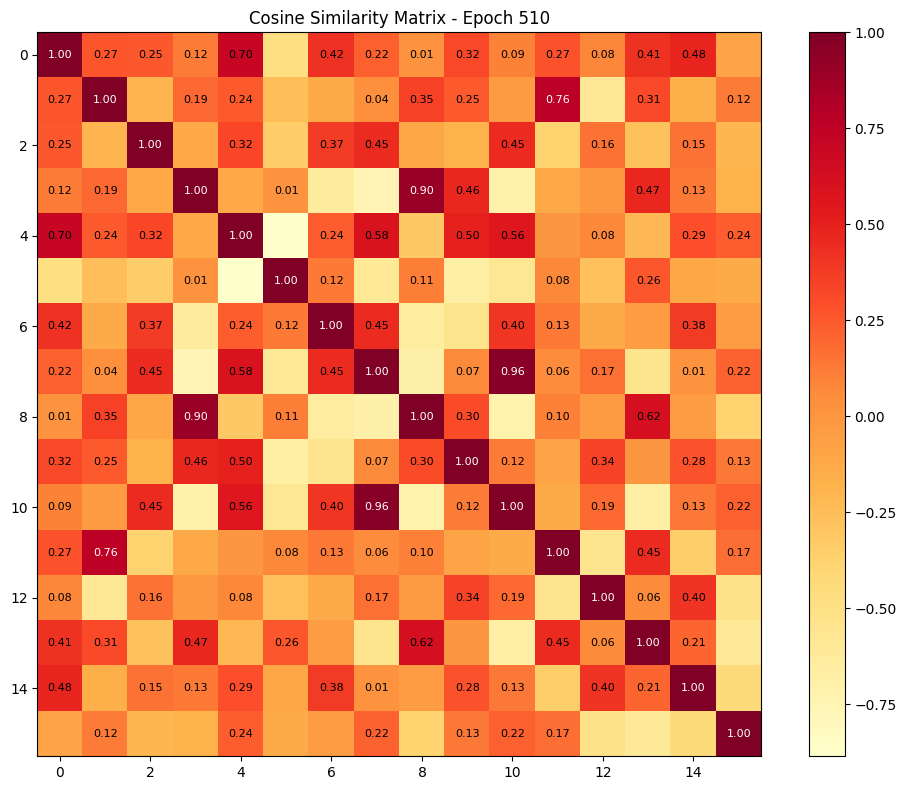 Cosine Similarity Matrix - Epoch 510
0 1.00 0.27 0.25 0.12 0.70 0.42 0.22 0.01 0.32 0.09 0.27 0.08 0.41 0.48 1.00
0.27 1.00 0.19 0.24 0.04 0.35 0.25 0.76 0.31 0.12
2 0.25 1.00 0.32 0.37 0.45 0.45 0.16 0.15 0.75
0.12 0.19 1.00 0.01 0.90 0.46 0.47 0.13
4 0.70 0.24 0.32 1.00 0.24 0.58 0.50 0.56 0.08 0.29 0.24 0.50
0.01 1.00 0.12 0.11 0.08 0.26
6 0.42 0.37 0.24 0.12 1.00 0.45 0.40 0.13 0.38 0.25
0.22 0.04 0.45 0.58 0.45 1.00 0.07 0.96 0.06 0.17 0.01 0.22
8 0.01 0.35 0.90 0.11 1.00 0.30 0.10 0.62 0.00
0.32 0.25 0.46 0.50 0.07 0.30 1.00 0.12 0.34 0.28 0.13
10 0.09 0.45 0.56 0.40 0.96 0.12 1.00 0.19 0.13 0.22 −0.25
0.27 0.76 0.08 0.13 0.06 0.10 1.00 0.45 0.17
12 0.08 0.16 0.08 0.17 0.34 0.19 1.00 0.06 0.40 −0.50
0.41 0.31 0.47 0.26 0.62 0.45 0.06 1.00 0.21
14 0.48 0.15 0.13 0.29 0.38 0.01 0.28 0.13 0.40 0.21 1.00 −0.75
0.12 0.24 0.22 0.13 0.22 0.17 1.00
0 2 4 6 8 10 12 14